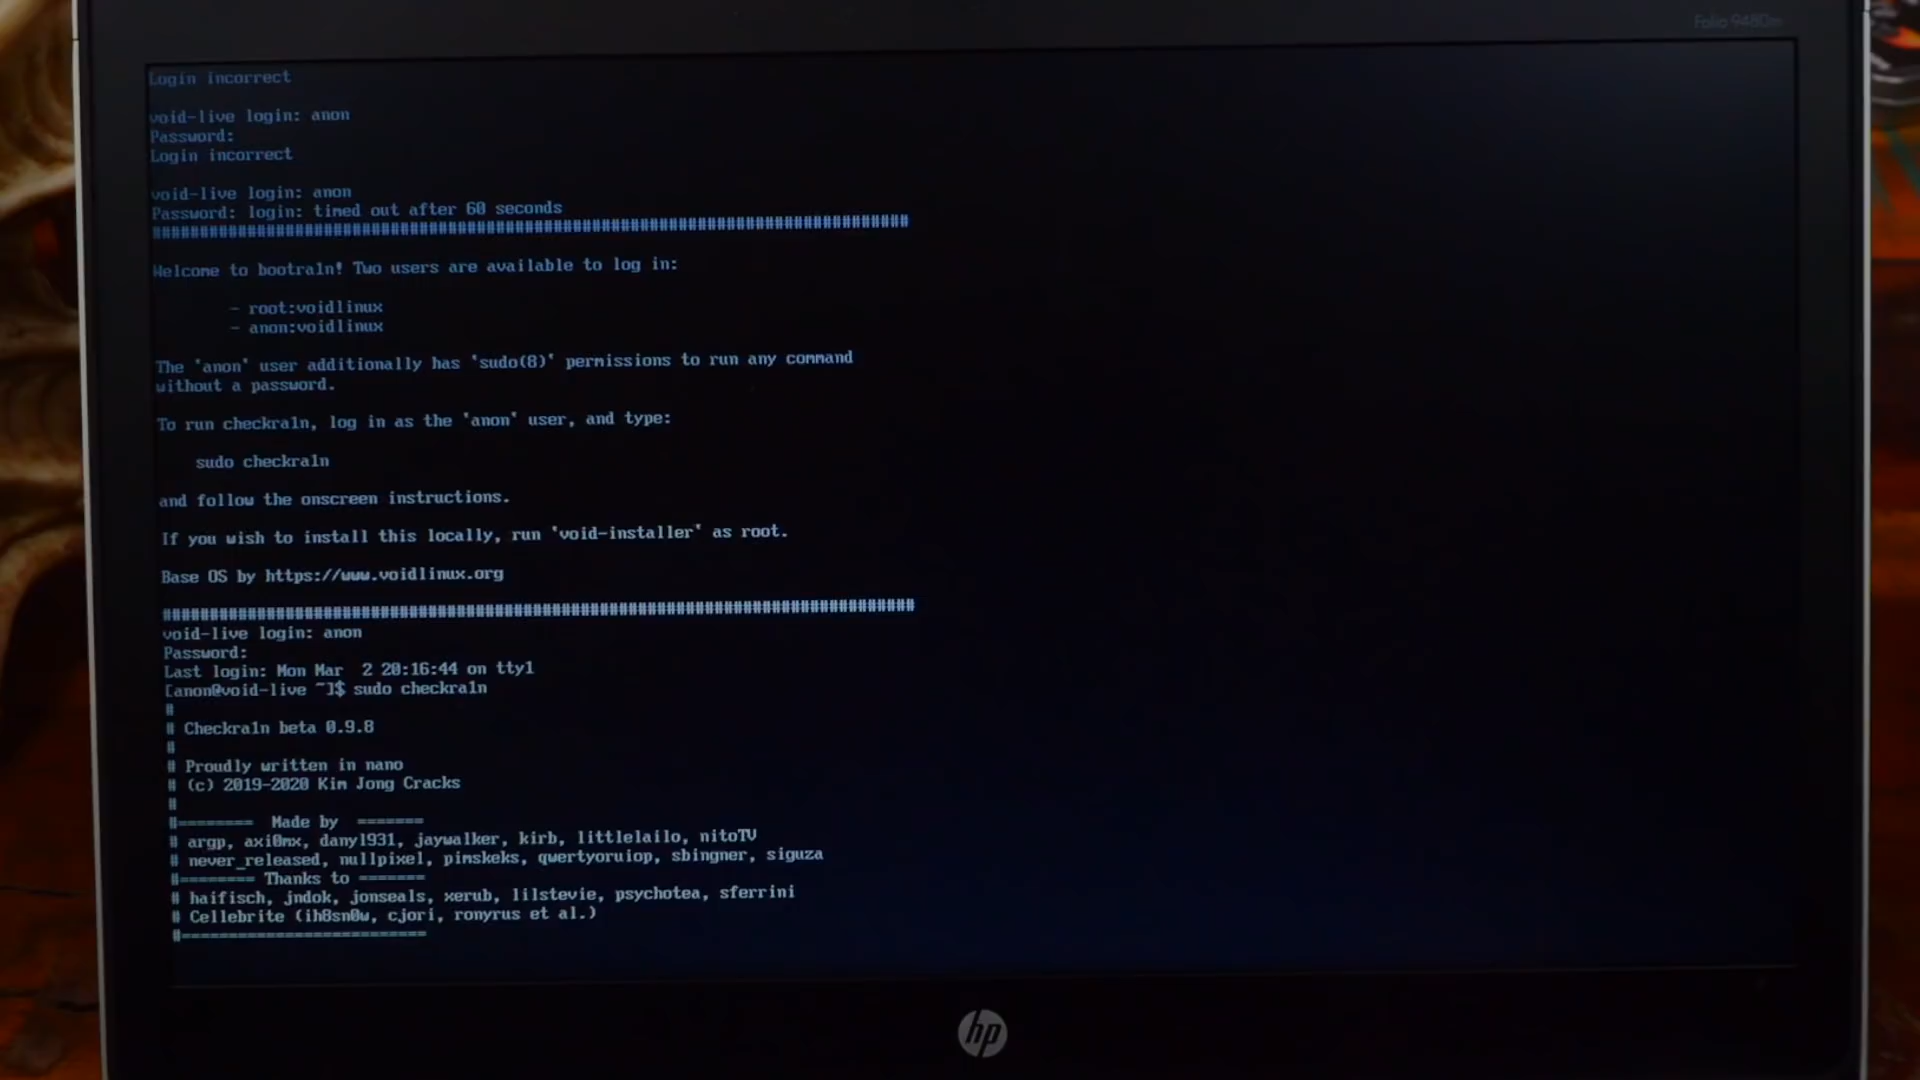 Folio 9480m
Login incorrect
void-live login: anon
Password:
Login incorrect
void-live login: anon
Password: login: timed out after 60 seconds
###############################################################################
Welcome to bootra1n! Two users are available to log in:
- root:voidlinux
- anon:voidlinux
The `anon` user additionally has `sudo(8)` permissions to run any command
without a password.
To run checkra1n, log in as the `anon` user, and type:
sudo checkra1n
and follow the onscreen instructions.
If you wish to install this locally, run `void-installer` as root.
Base OS by https://www.voidlinux.org
###############################################################################
void-live login: anon
Password:
Last login: Mon Mar  2 20:16:44 on tty1
[anon@void-live ~]$ sudo checkra1n
#
# Checkra1n beta 0.9.8
#
# Proudly written in nano
# (c) 2019-2020 Kim Jong Cracks
#
#========  Made by  =======
# argp, axi0mx, danyl931, jaywalker, kirb, littlelailo, nitoTV
# never_released, nullpixel, pimskeks, qwertyoruiop, sbingner, siguza
#======== Thanks to =======
# haifisch, jndok, jonseals, xerub, lilstevie, psychotea, sferrini
# Cellebrite (ih8sn0w, cjori, ronyrus et al.)
#==========================
hp